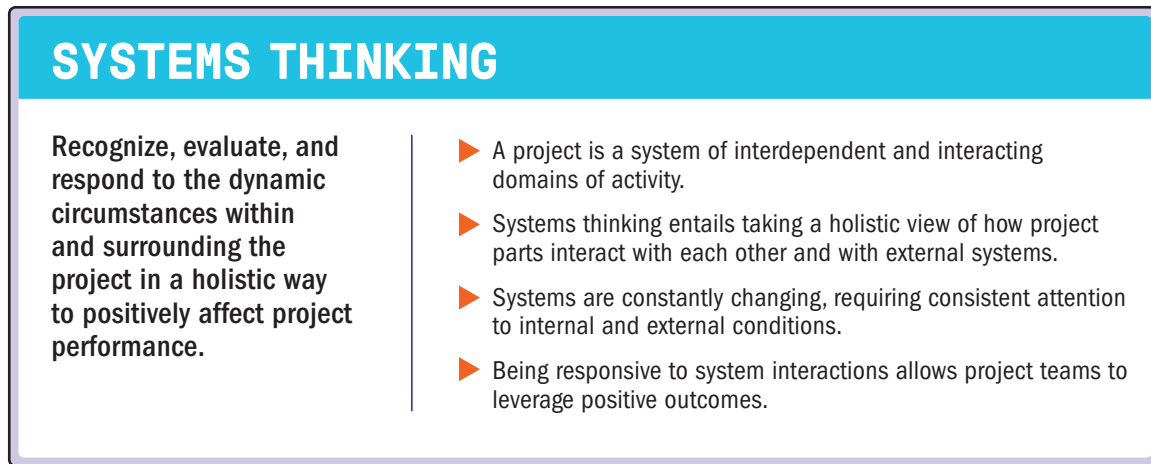 SYSTEMS THINKING
Recognize, evaluate, and
respond to the dynamic
circumstances within
and surrounding the
project in a holistic way
to positively affect project
performance.
A project is a system of interdependent and interacting
domains of activity.
Systems thinking entails taking a holistic view of how project
parts interact with each other and with external systems.
Systems are constantly changing, requiring consistent attention
to internal and external conditions.
Being responsive to system interactions allows project teams to
leverage positive outcomes.